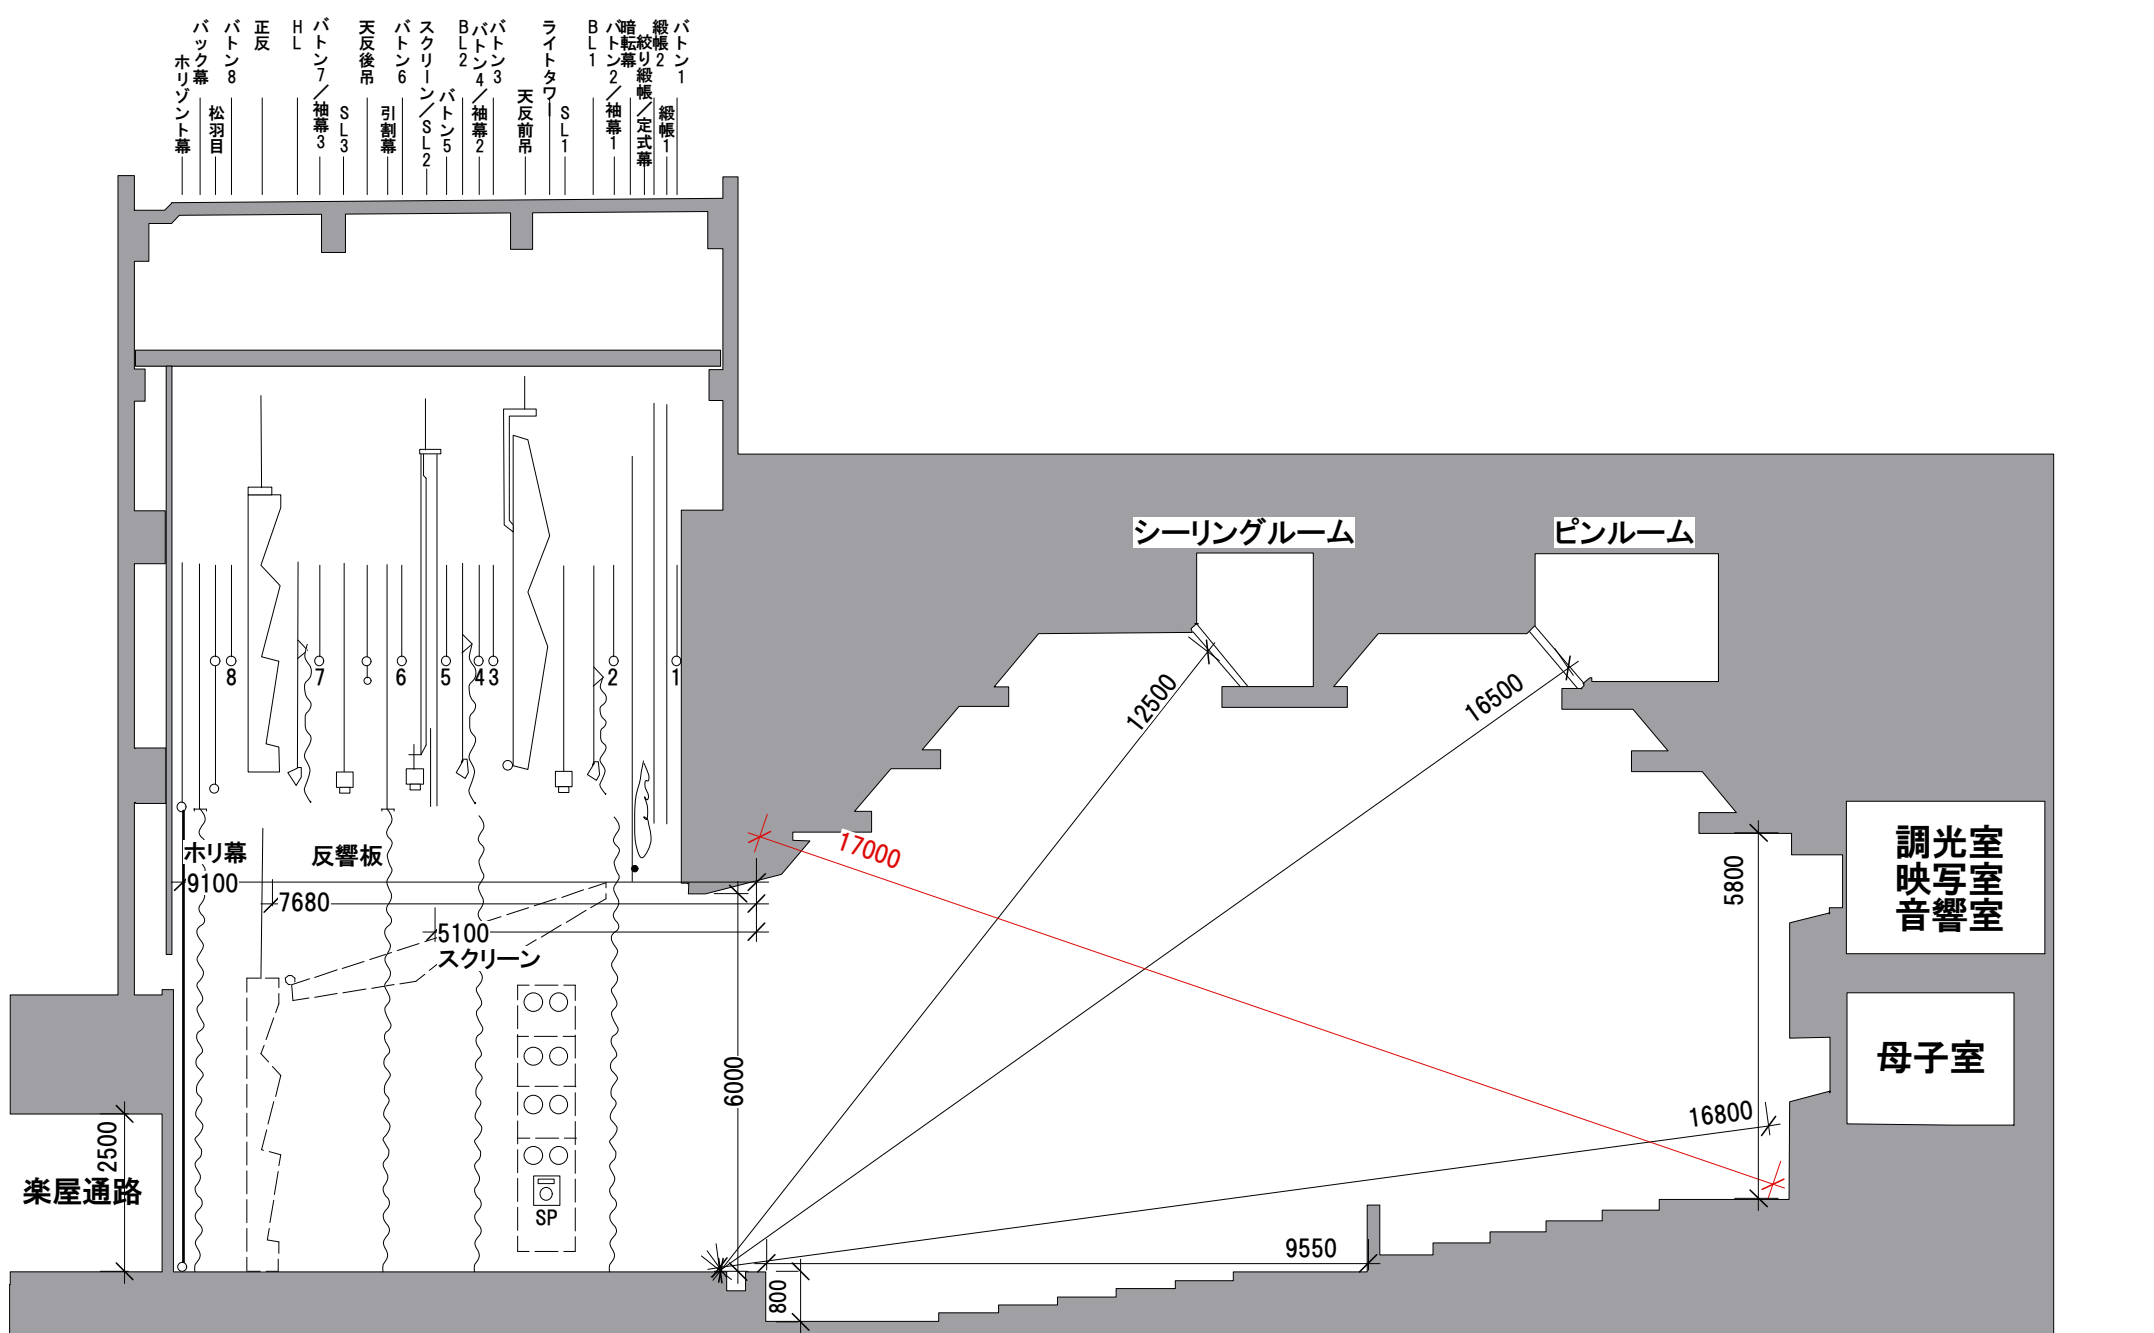 ホリゾント幕
バック幕
松羽目
バトン8
正反
HL
バトン7/袖幕3
SL3
天反後吊
引割幕
バトン6
スクリーン/SL2
バトン5
BL2
バトン4/袖幕2
バトン3
天反前吊
ライトタワー
SL1
BL1
バトン2/袖幕1
暗転幕
絞り緞帳/定式幕
緞帳2
緞帳1
バトン1
シーリングルーム
ピンルーム
8
7
6
5
4
3
2
1
12500
16500
17000
ホリ幕
反響板
9100
7680
5100
スクリーン
5800
調光室
映写室
音響室
母子室
6000
16800
2500
楽屋通路
SP
9550
800